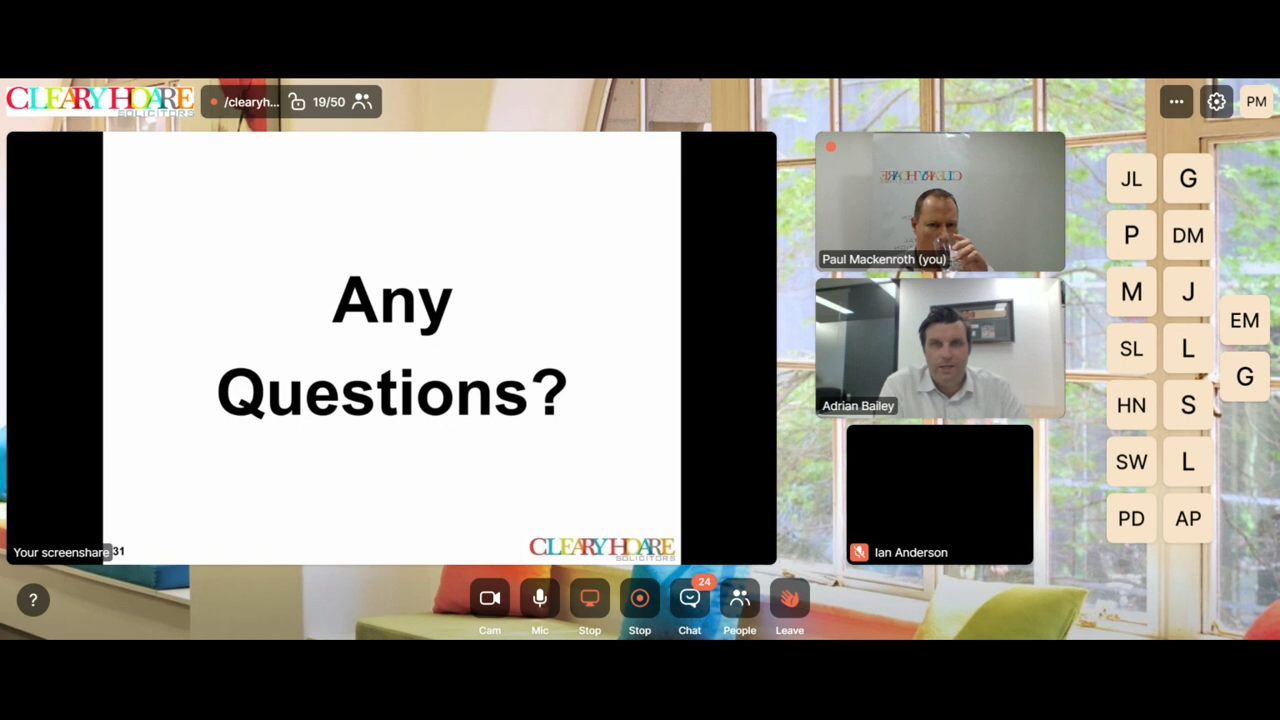 CLEARY HOARE
SOLICITORS
/clearyh... 19/50
PM
Any
Questions?
CLEARY HOARE
SOLICITORS
Your screenshare 31
CLEARY HOARE
Paul Mackenroth (you)
Adrian Bailey
Ian Anderson
JL G
P DM
M J
EM
SL L
G
HN S
SW L
PD AP
?
24
Cam Mic Stop Stop Chat People Leave